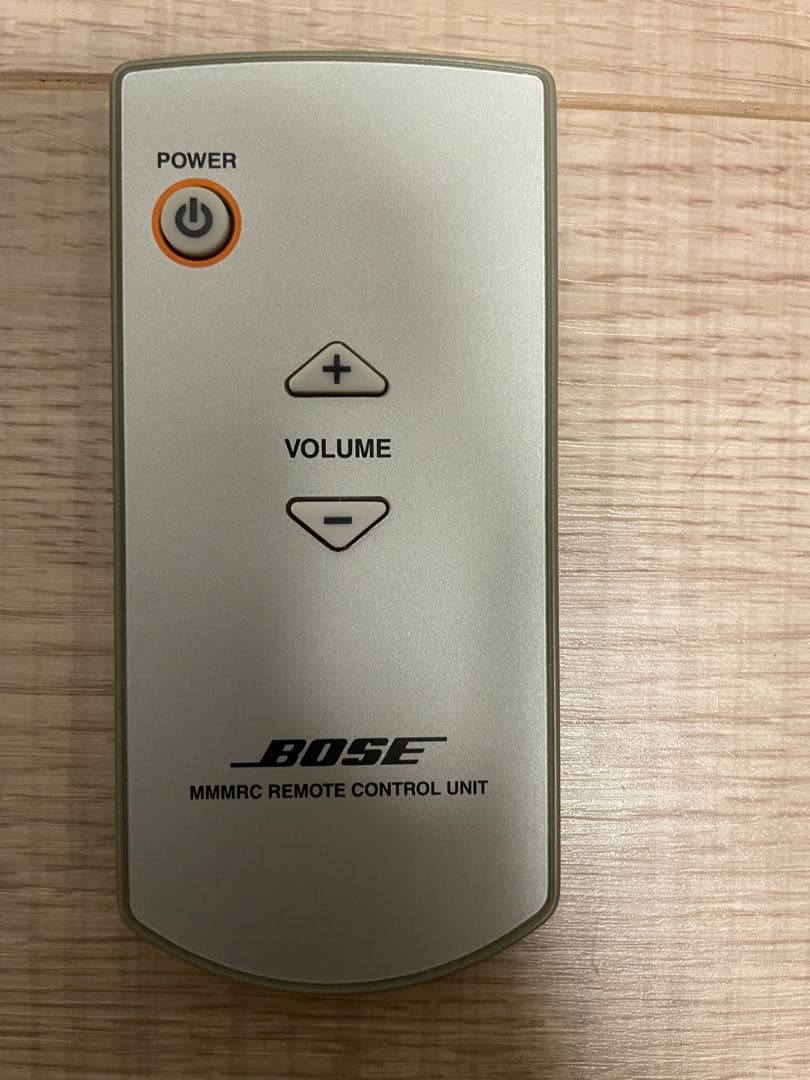 POWER
+
VOLUME
-
BOSE
MMMRC REMOTE CONTROL UNIT